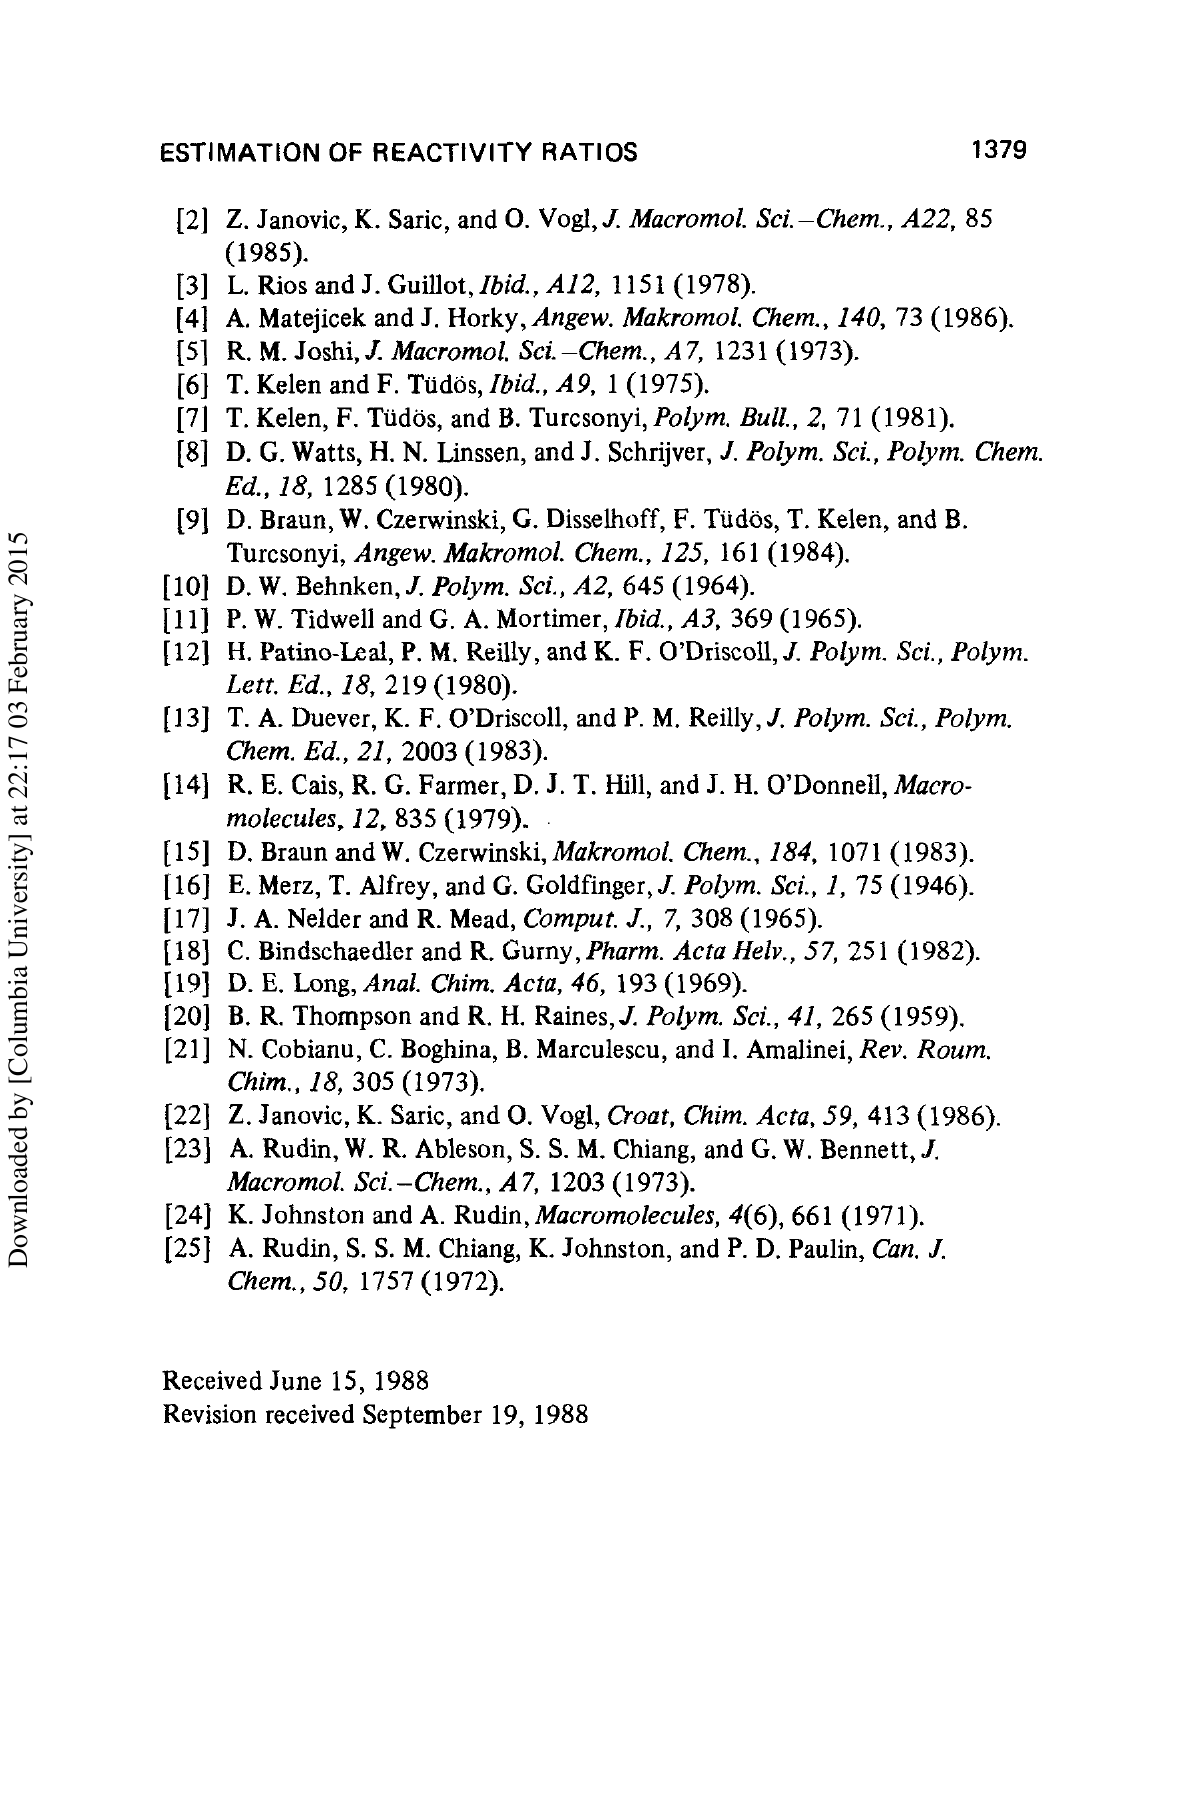 ESTIMATION OF REACTIVITY RATIOS 1379
[2] Z. Janovic, K. Saric, and O. Vogl, J. Macromol. Sci.–Chem., A22, 85
(1985).
[3] L. Rios and J. Guillot, Ibid., A12, 1151 (1978).
[4] A. Matejicek and J. Horky, Angew. Makromol. Chem., 140, 73 (1986).
[5] R. M. Joshi, J. Macromol. Sci.–Chem., A7, 1231 (1973).
[6] T. Kelen and F. Tüdös, Ibid., A9, 1 (1975).
[7] T. Kelen, F. Tüdös, and B. Turcsonyi, Polym. Bull., 2, 71 (1981).
[8] D. G. Watts, H. N. Linssen, and J. Schrijver, J. Polym. Sci., Polym. Chem.
Ed., 18, 1285 (1980).
[9] D. Braun, W. Czerwinski, G. Disselhoff, F. Tüdös, T. Kelen, and B.
Turcsonyi, Angew. Makromol. Chem., 125, 161 (1984).
[10] D. W. Behnken, J. Polym. Sci., A2, 645 (1964).
[11] P. W. Tidwell and G. A. Mortimer, Ibid., A3, 369 (1965).
[12] H. Patino-Leal, P. M. Reilly, and K. F. O'Driscoll, J. Polym. Sci., Polym.
Lett. Ed., 18, 219 (1980).
[13] T. A. Duever, K. F. O'Driscoll, and P. M. Reilly, J. Polym. Sci., Polym.
Chem. Ed., 21, 2003 (1983).
[14] R. E. Cais, R. G. Farmer, D. J. T. Hill, and J. H. O'Donnell, Macro-
molecules, 12, 835 (1979).
[15] D. Braun and W. Czerwinski, Makromol. Chem., 184, 1071 (1983).
[16] E. Merz, T. Alfrey, and G. Goldfinger, J. Polym. Sci., 1, 75 (1946).
[17] J. A. Nelder and R. Mead, Comput. J., 7, 308 (1965).
[18] C. Bindschaedler and R. Gurny, Pharm. Acta Helv., 57, 251 (1982).
[19] D. E. Long, Anal. Chim. Acta, 46, 193 (1969).
[20] B. R. Thompson and R. H. Raines, J. Polym. Sci., 41, 265 (1959).
[21] N. Cobianu, C. Boghina, B. Marculescu, and I. Amalinei, Rev. Roum.
Chim., 18, 305 (1973).
[22] Z. Janovic, K. Saric, and O. Vogl, Croat, Chim. Acta, 59, 413 (1986).
[23] A. Rudin, W. R. Ableson, S. S. M. Chiang, and G. W. Bennett, J.
Macromol. Sci.–Chem., A7, 1203 (1973).
[24] K. Johnston and A. Rudin, Macromolecules, 4(6), 661 (1971).
[25] A. Rudin, S. S. M. Chiang, K. Johnston, and P. D. Paulin, Can. J.
Chem., 50, 1757 (1972).
Received June 15, 1988
Revision received September 19, 1988
Downloaded by [Columbia University] at 22:17 03 February 2015